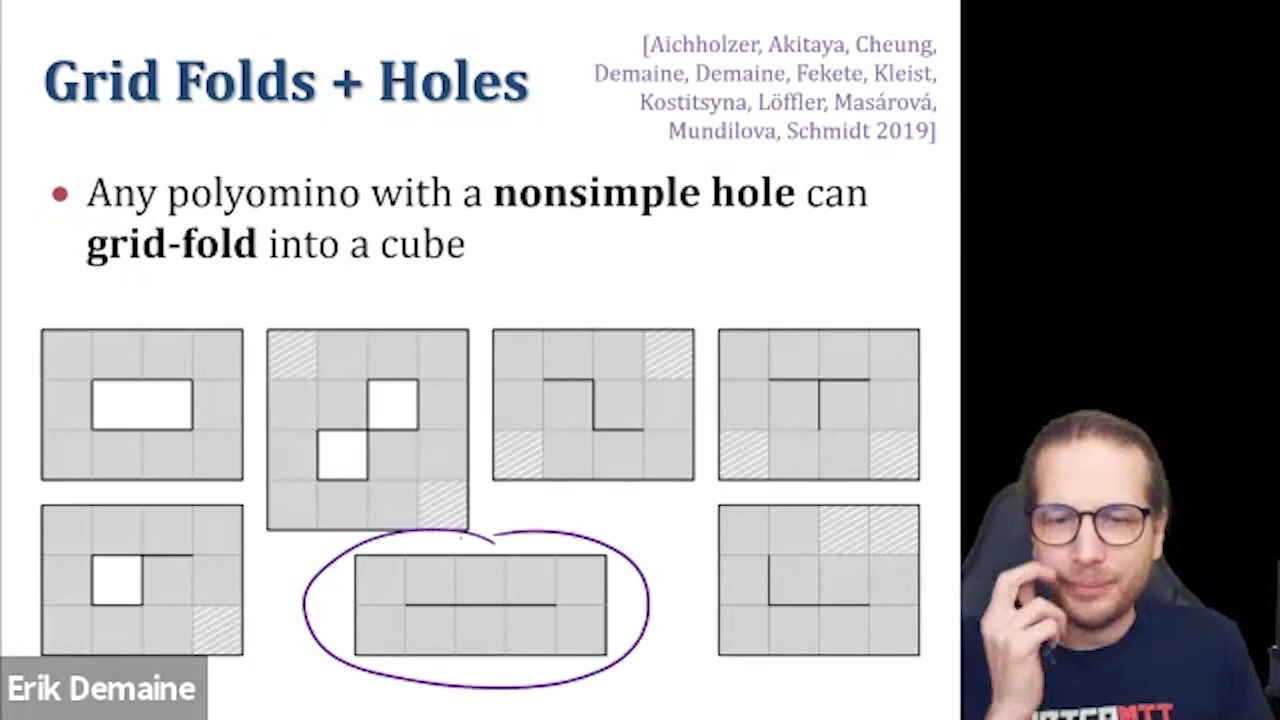 Grid Folds + Holes
[Aichholzer, Akitaya, Cheung,
Demaine, Demaine, Fekete, Kleist,
Kostitsyna, Löffler, Masárová,
Mundilova, Schmidt 2019]
• Any polyomino with a nonsimple hole can
grid-fold into a cube
Erik Demaine